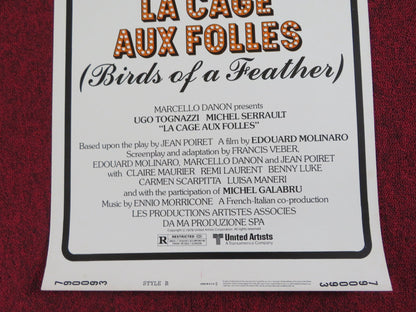 LA CAGE
AUX FOLLES
(Birds of a Feather)
MARCELLO DANON presents
UGO TOGNAZZI MICHEL SERRAULT
"LA CAGE AUX FOLLES"
Based upon the play by JEAN POIRET A film by EDOUARD MOLINARO
Screenplay and adaptation by FRANCIS VEBER,
EDOUARD MOLINARO, MARCELLO DANON and JEAN POIRET
with CLAIRE MAURIER REMI LAURENT BENNY LUKE
CARMEN SCARPITTA LUISA MANERI
and with the participation of MICHEL GALABRU
Music by ENNIO MORRICONE A French-Italian co-production
LES PRODUCTIONS ARTISTES ASSOCIES
DA MA PRODUZIONE SPA
R RESTRICTED
United Artists
A Transamerica Company
790093 STYLE B 790093